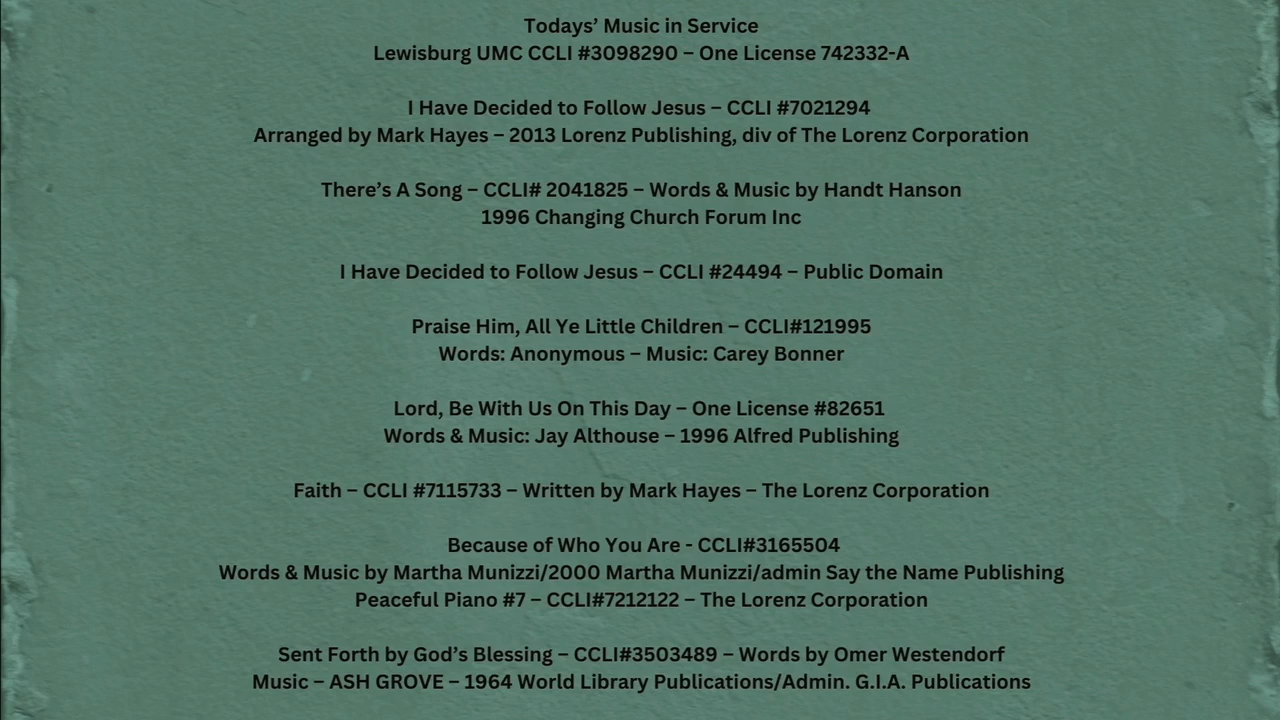 Todays’ Music in Service
Lewisburg UMC CCLI #3098290 – One License 742332-A
I Have Decided to Follow Jesus – CCLI #7021294
Arranged by Mark Hayes – 2013 Lorenz Publishing, div of The Lorenz Corporation
There’s A Song – CCLI# 2041825 – Words & Music by Handt Hanson
1996 Changing Church Forum Inc
I Have Decided to Follow Jesus – CCLI #24494 – Public Domain
Praise Him, All Ye Little Children – CCLI#121995
Words: Anonymous – Music: Carey Bonner
Lord, Be With Us On This Day – One License #82651
Words & Music: Jay Althouse – 1996 Alfred Publishing
Faith – CCLI #7115733 – Written by Mark Hayes – The Lorenz Corporation
Because of Who You Are - CCLI#3165504
Words & Music by Martha Munizzi/2000 Martha Munizzi/admin Say the Name Publishing
Peaceful Piano #7 – CCLI#7212122 – The Lorenz Corporation
Sent Forth by God’s Blessing – CCLI#3503489 – Words by Omer Westendorf
Music – ASH GROVE – 1964 World Library Publications/Admin. G.I.A. Publications